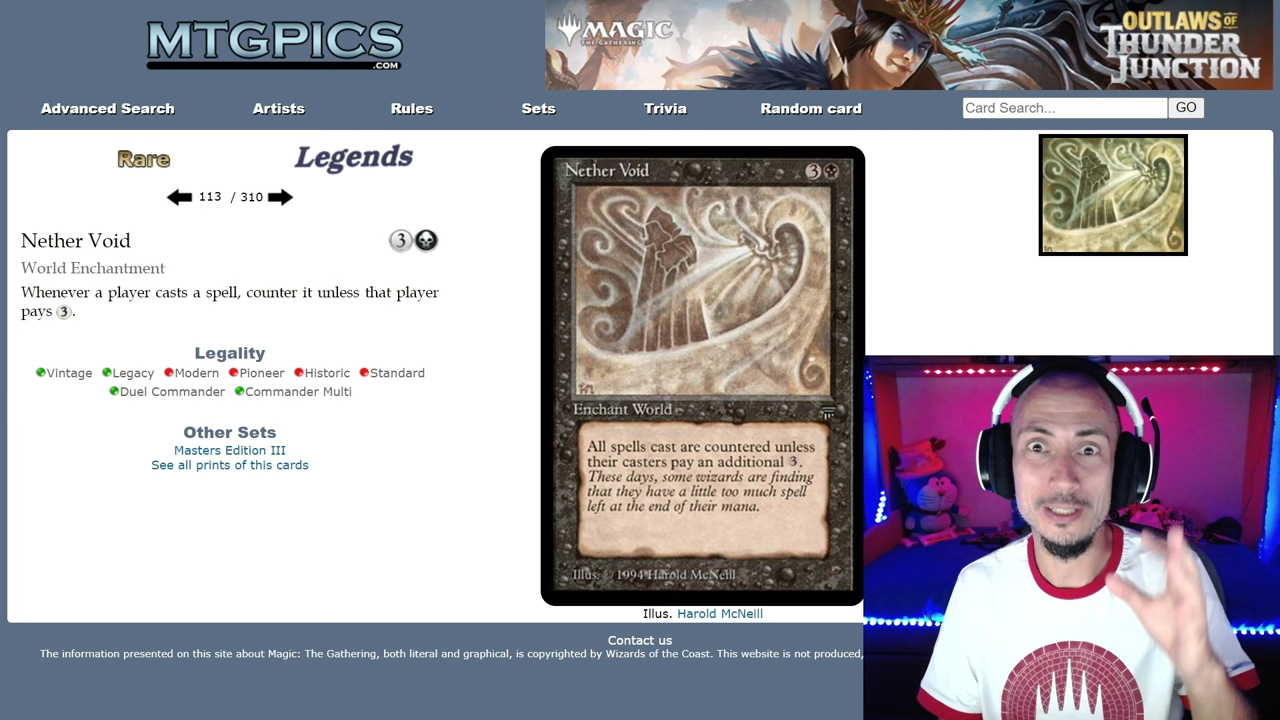 MTGPICS
.COM
MAGIC
THE GATHERING
OUTLAWS OF
THUNDER
JUNCTION
Advanced Search
Artists
Rules
Sets
Trivia
Random card
Card Search...
GO
Rare
Legends
113 / 310
Nether Void
3
World Enchantment
Whenever a player casts a spell, counter it unless that player
pays 3.
Legality
Vintage Legacy Modern Pioneer Historic Standard
Duel Commander Commander Multi
Other Sets
Masters Edition III
See all prints of this cards
Nether Void
3
Enchant World
All spells cast are countered unless
their casters pay an additional 3.
These days, some wizards are finding
that they have a little too much spell
left at the end of their mana.
Illus. © 1994 Harold McNeill
Illus. Harold McNeill
Contact us
The information presented on this site about Magic: The Gathering, both literal and graphical, is copyrighted by Wizards of the Coast. This website is not produced,